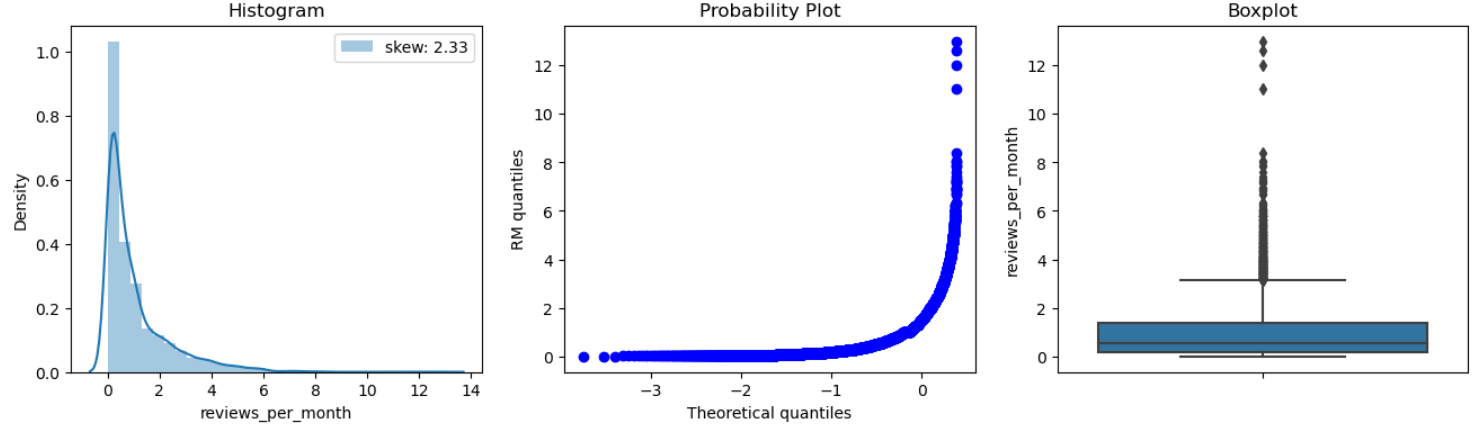 Histogram
skew: 2.33
Density
1.0
0.8
0.6
0.4
0.2
0.0
0 2 4 6 8 10 12 14
reviews_per_month
Probability Plot
RM quantiles
12
10
8
6
4
2
0
−3 −2 −1 0
Theoretical quantiles
Boxplot
reviews_per_month
12
10
8
6
4
2
0